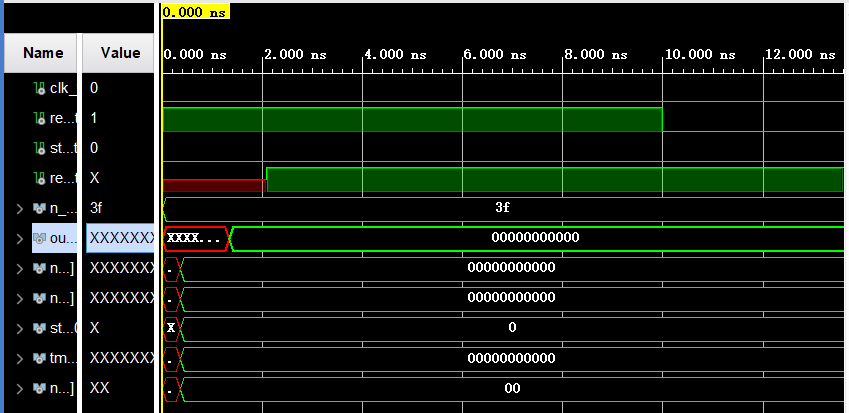 0.000 ns
Name Value 0.000 ns 2.000 ns 4.000 ns 6.000 ns 8.000 ns 10.000 ns 12.000 ns
clk_ 0
re...t 1
st...t 0
re...t X
n_... 3f 3f
ou... XXXXXXX XXXX... 00000000000
n...] XXXXXXX . 00000000000
n...] XXXXXXX . 00000000000
st...0 X X 0
tm... XXXXXXX . 00000000000
n...] XX . 00